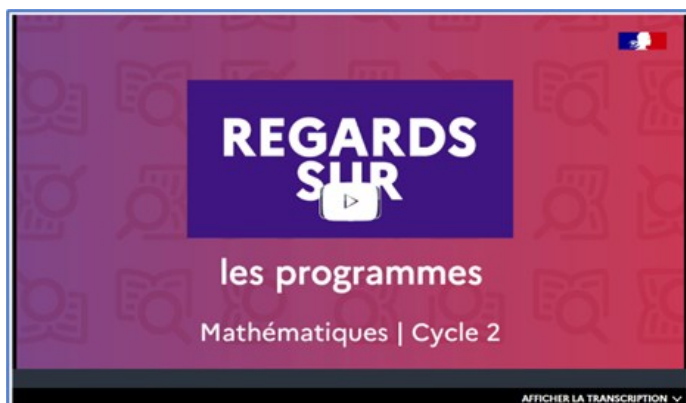 REGARDS
SUR
les programmes
Mathématiques | Cycle 2
AFFICHER LA TRANSCRIPTION